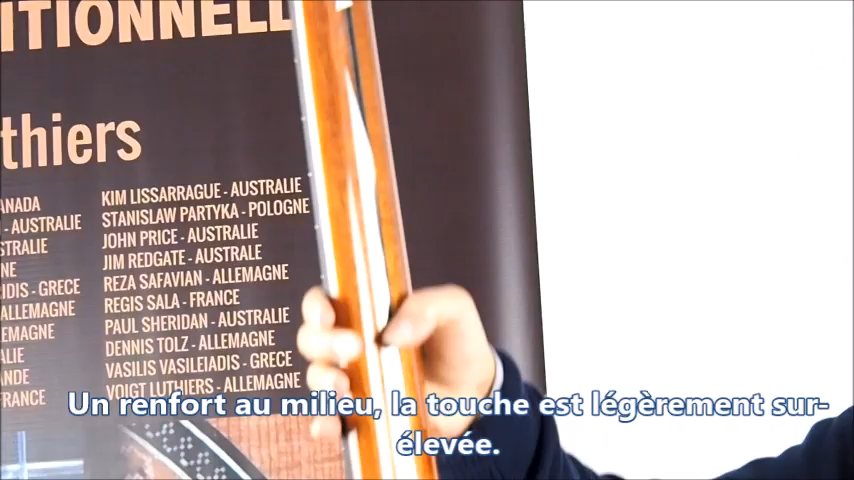 ITIONNELL
thiers
ANADA
- AUSTRALIE
STRALIE
NE
RIDIS - GRECE
ALLEMAGNE
EMAGNE
ALIE
ANDE
FRANCE
KIM LISSARRAGUE - AUSTRALIE
STANISLAW PARTYKA - POLOGNE
JOHN PRICE - AUSTRALIE
JIM REDGATE - AUSTRALIE
REZA SAFAVIAN - ALLEMAGNE
REGIS SALA - FRANCE
PAUL SHERIDAN - AUSTRALIE
DENNIS TOLZ - ALLEMAGNE
VASILIS VASILEIADIS - GRECE
VOIGT LUTHIERS - ALLEMAGNE
Un renfort au milieu, la touche est légèrement sur-
élevée.